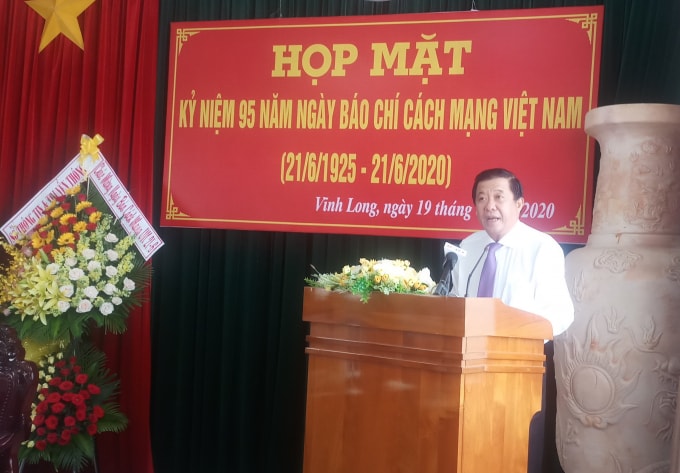 HỌP MẶT
KỶ NIỆM 95 NĂM NGÀY BÁO CHÍ CÁCH MẠNG VIỆT NAM
(21/6/1925 - 21/6/2020)
Vĩnh Long, ngày 19 tháng 2020